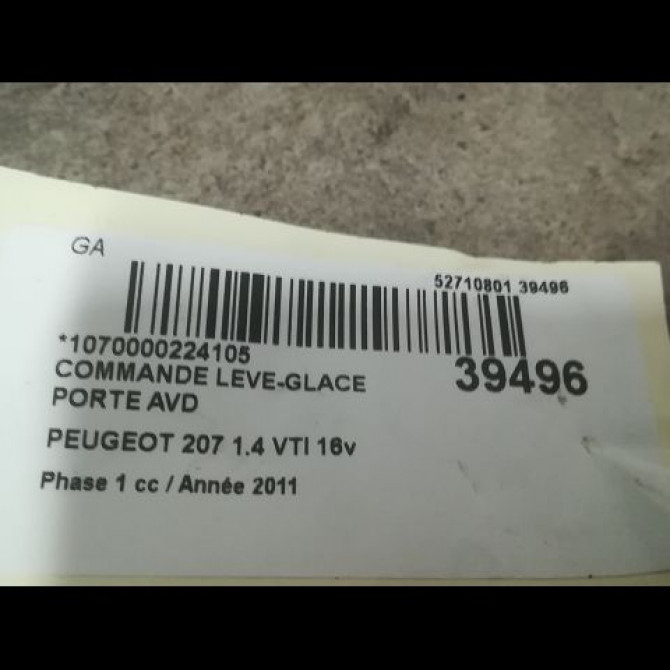 GA
52710801 39496
*1070000224105
39496
COMMANDE LEVE-GLACE
PORTE AVD
PEUGEOT 207 1.4 VTI 16v
Phase 1 cc / Année 2011